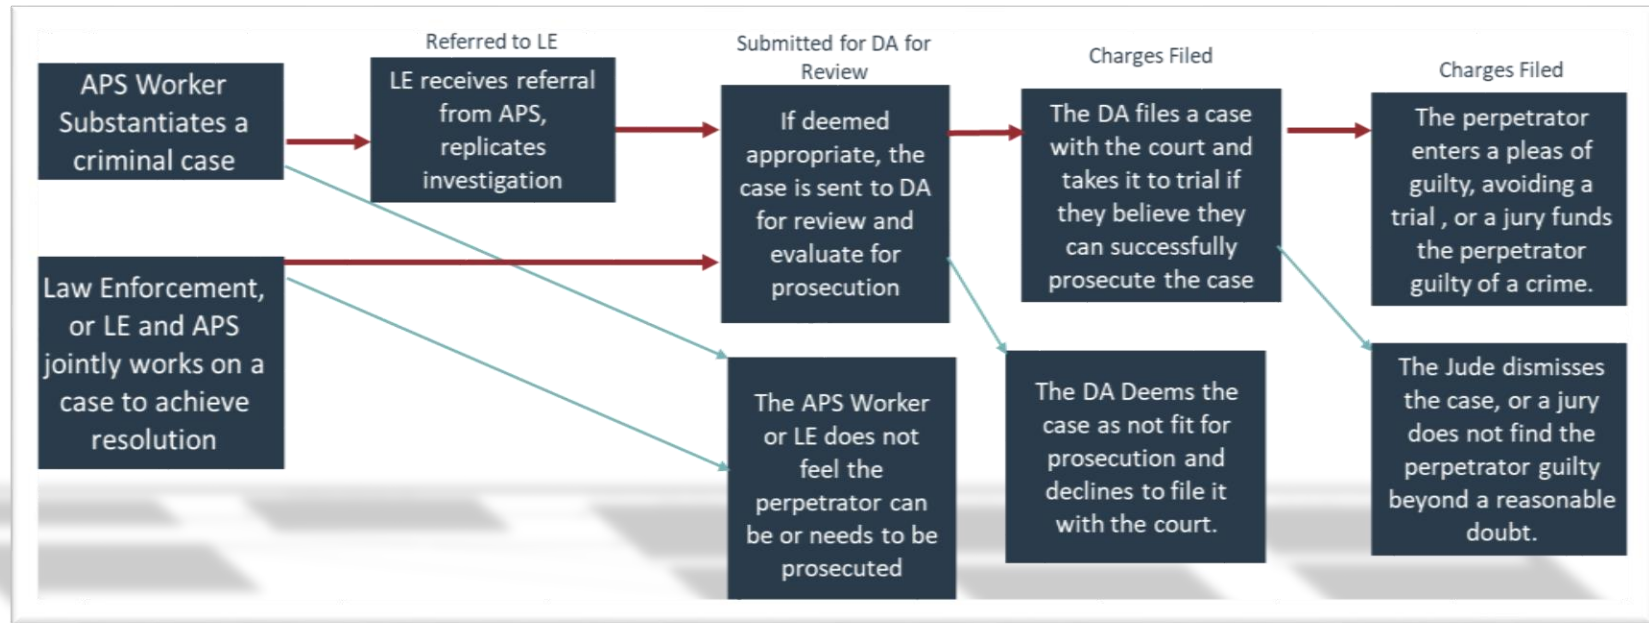 APS Worker
Substantiates a
criminal case
Referred to LE
LE receives referral
from APS,
replicates
investigation
Submitted for DA for
Review
If deemed
appropriate, the
case is sent to DA
for review and
evaluate for
prosecution
Charges Filed
The DA files a case
with the court and
takes it to trial if
they believe they
can successfully
prosecute the case
Charges Filed
The perpetrator
enters a pleas of
guilty, avoiding a
trial , or a jury funds
the perpetrator
guilty of a crime.
Law Enforcement,
or LE and APS
jointly works on a
case to achieve
resolution
The APS Worker
or LE does not
feel the
perpetrator can
be or needs to be
prosecuted
The DA Deems the
case as not fit for
prosecution and
declines to file it
with the court.
The Jude dismisses
the case, or a jury
does not find the
perpetrator guilty
beyond a reasonable
doubt.